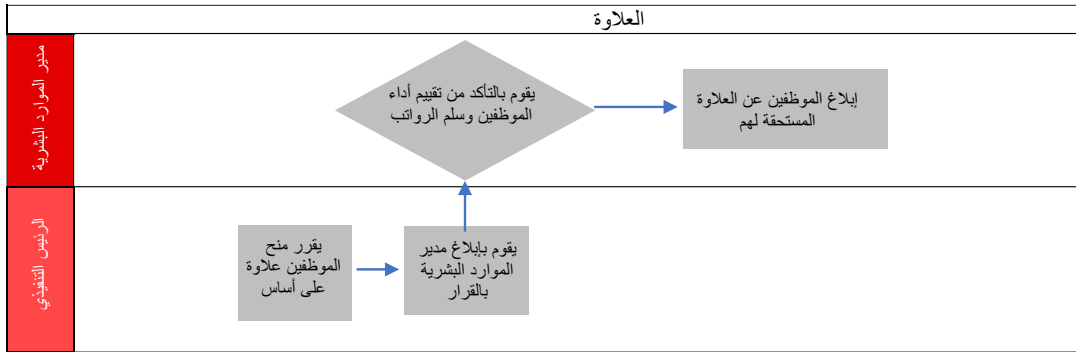 العلاوة
مدير الموارد البشرية
يقوم بالتأكد من تقييم أداء
الموظفين وسلم الرواتب
إبلاغ الموظفين عن العلاوة
المستحقة لهم
الرئيس التنفيذي
يقرر منح
الموظفين علاوة
على أساس
يقوم بإبلاغ مدير
الموارد البشرية
بالقرار